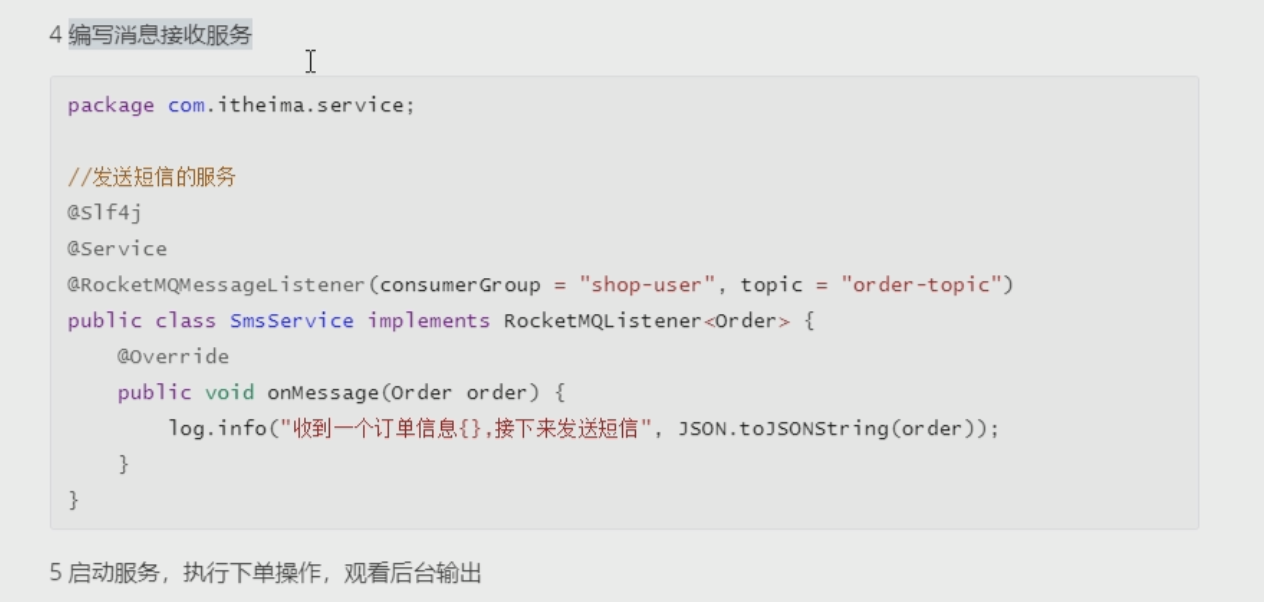 4 编写消息接收服务
package com.itheima.service;
//发送短信的服务
@Slf4j
@Service
@RocketMQMessageListener(consumerGroup = "shop-user", topic = "order-topic")
public class SmsService implements RocketMQListener<Order> {
@Override
public void onMessage(Order order) {
log.info("收到一个订单信息{},接下来发送短信", JSON.toJSONString(order));
}
}
5 启动服务，执行下单操作，观看后台输出